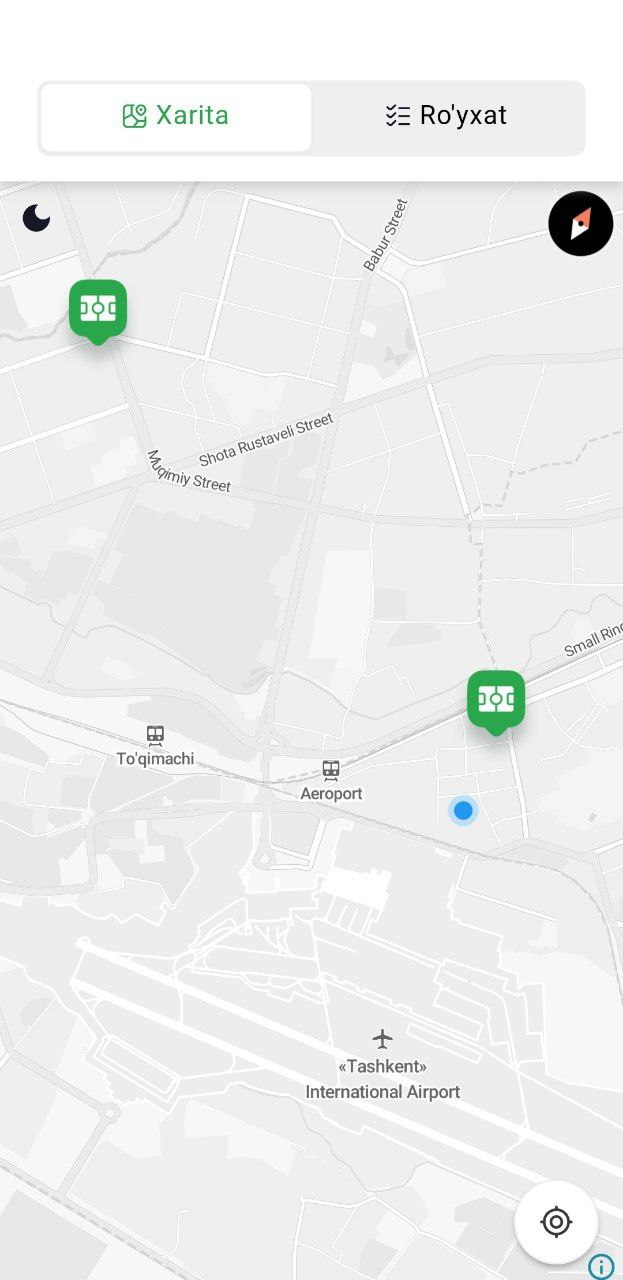 Xarita
Ro'yxat
Babur Street
Shota Rustaveli Street
Muqimiy Street
Small Ring
To'qimachi
Aeroport
«Tashkent»
International Airport